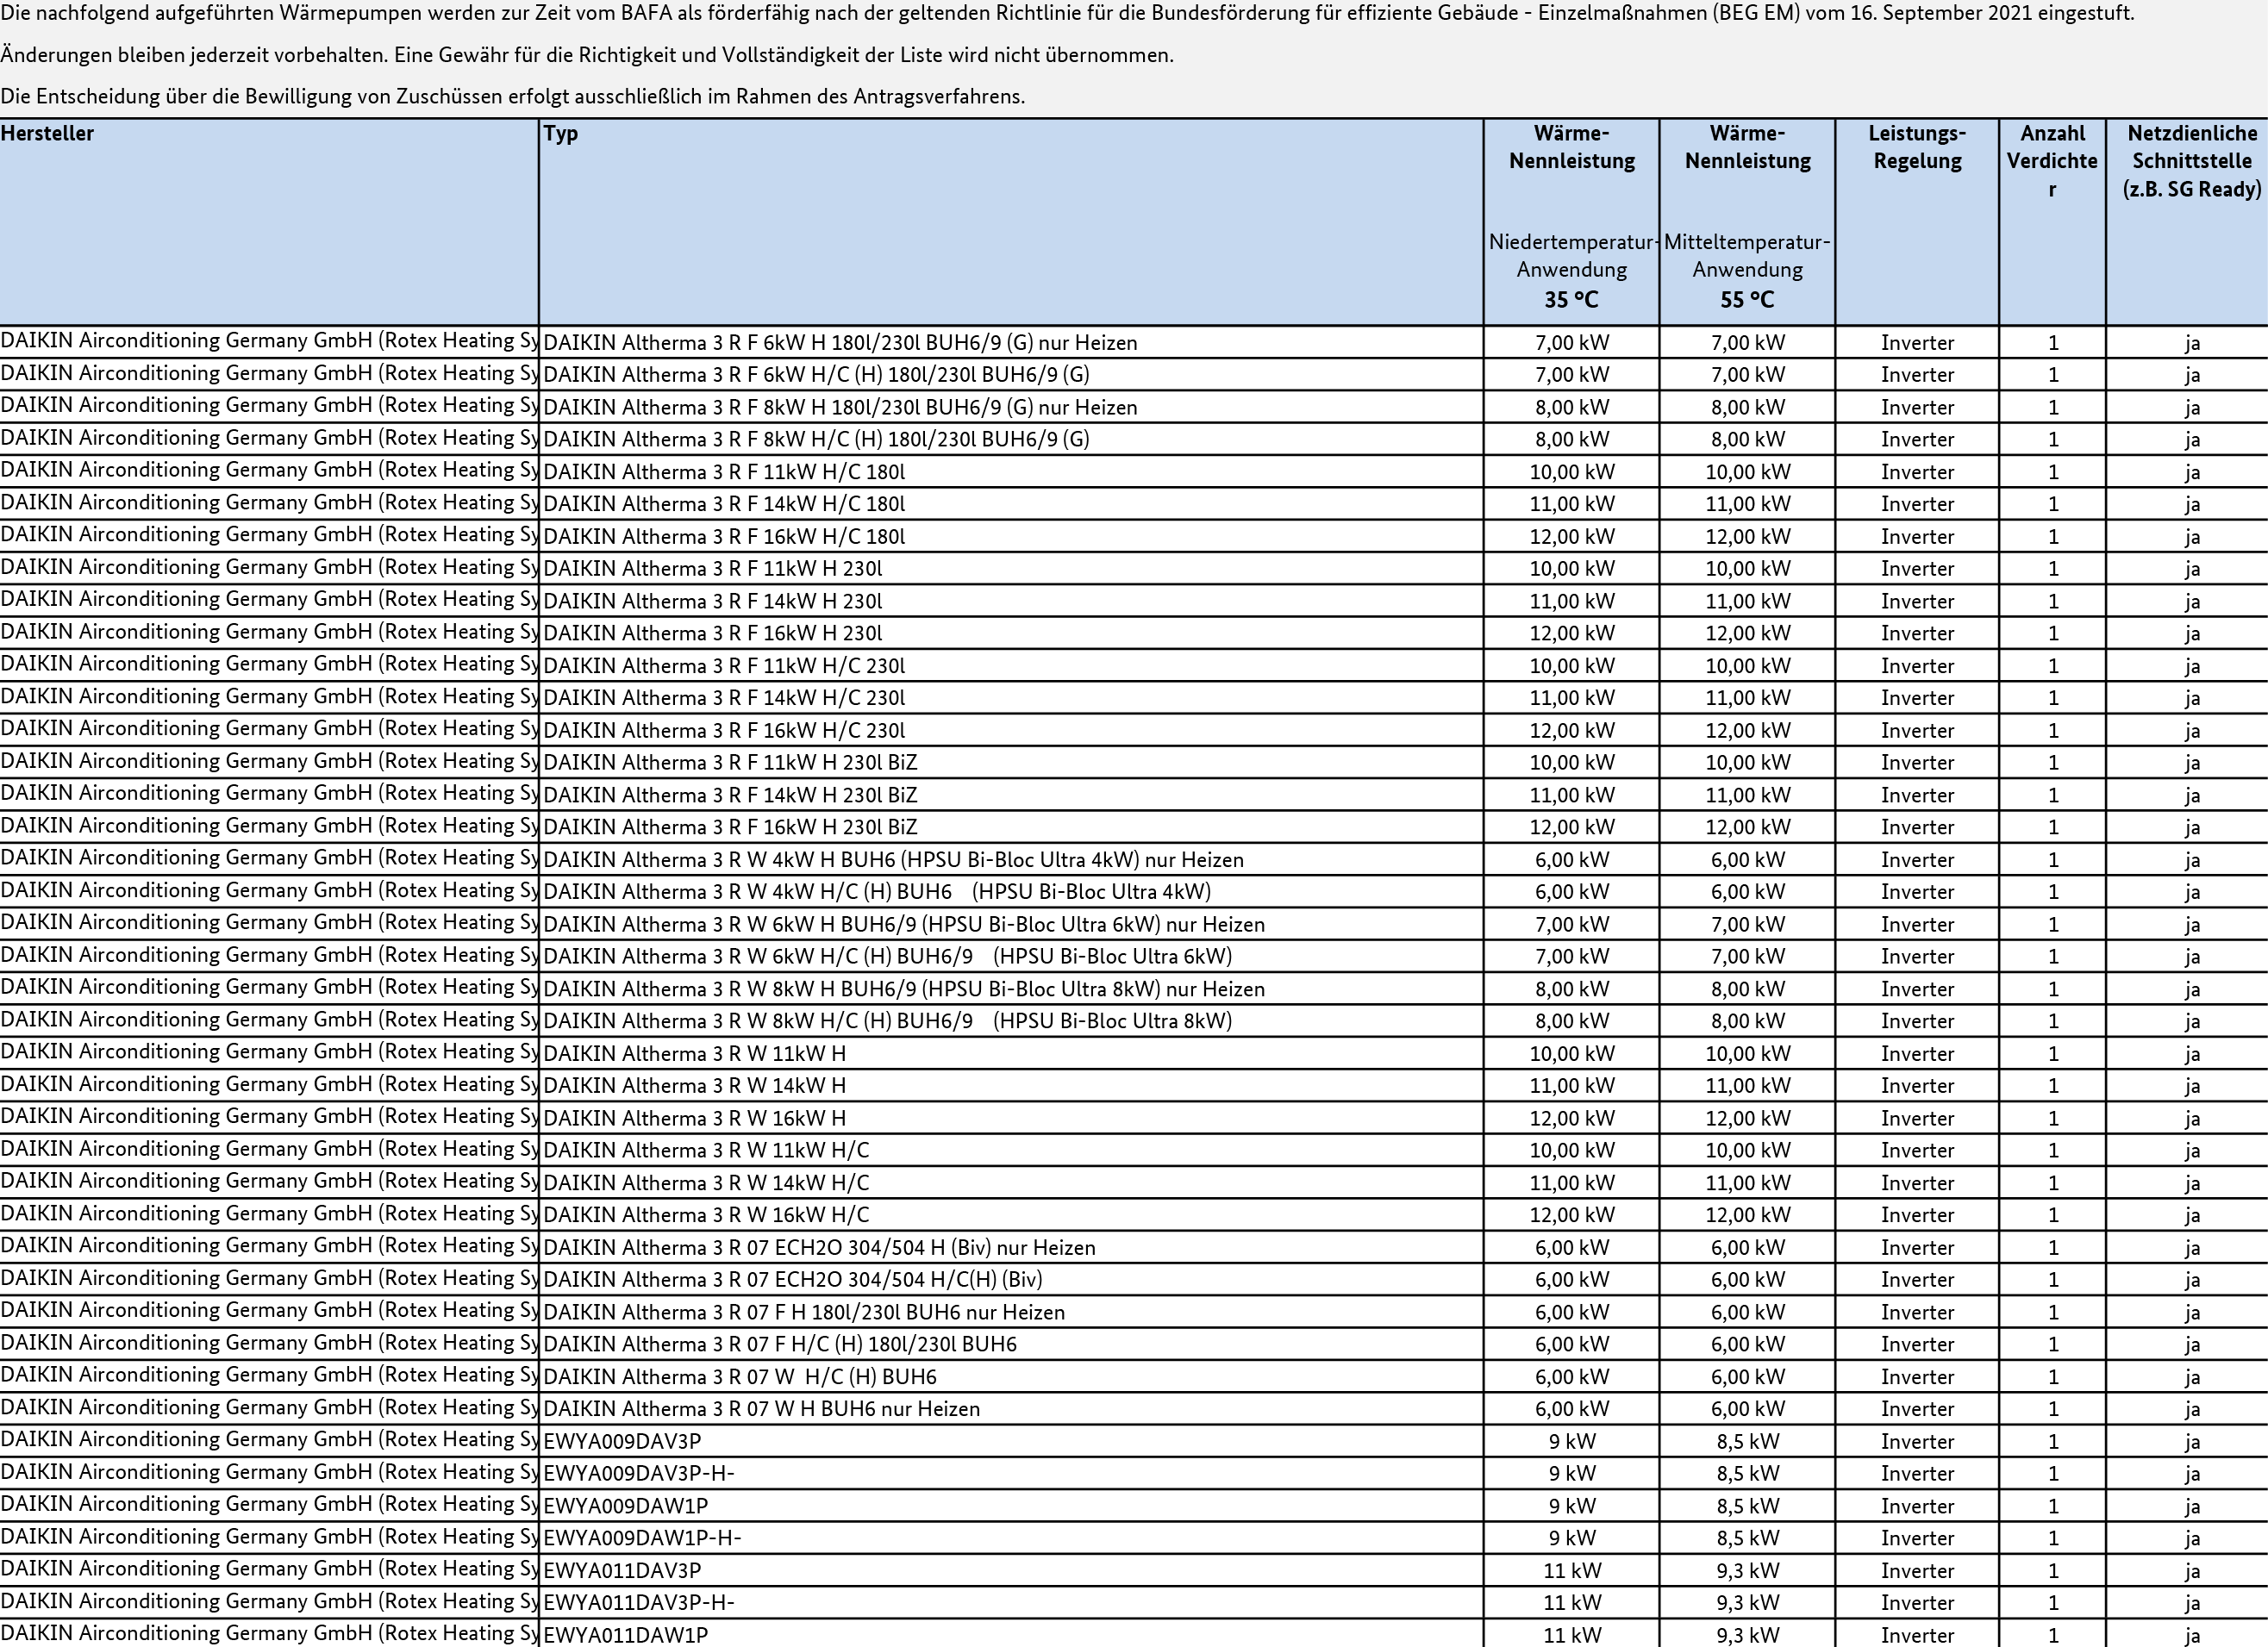 Die nachfolgend aufgeführten Wärmepumpen werden zur Zeit vom BAFA als förderfähig nach der geltenden Richtlinie für die Bundesförderung für effiziente Gebäude - Einzelmaßnahmen (BEG EM) vom 16. September 2021 eingestuft.
Änderungen bleiben jederzeit vorbehalten. Eine Gewähr für die Richtigkeit und Vollständigkeit der Liste wird nicht übernommen.
Die Entscheidung über die Bewilligung von Zuschüssen erfolgt ausschließlich im Rahmen des Antragsverfahrens.
Hersteller Typ Wärme- Wärme- Leistungs- Anzahl Netzdienliche
Nennleistung Nennleistung Regelung Verdichte Schnittstelle
r (z.B. SG Ready)
Niedertemperatur- Mitteltemperatur-
Anwendung Anwendung
35 °C 55 °C
DAIKIN Airconditioning Germany GmbH (Rotex Heating Sy DAIKIN Altherma 3 R F 6kW H 180l/230l BUH6/9 (G) nur Heizen 7,00 kW 7,00 kW Inverter 1 ja
DAIKIN Airconditioning Germany GmbH (Rotex Heating Sy DAIKIN Altherma 3 R F 6kW H/C (H) 180l/230l BUH6/9 (G) 7,00 kW 7,00 kW Inverter 1 ja
DAIKIN Airconditioning Germany GmbH (Rotex Heating Sy DAIKIN Altherma 3 R F 8kW H 180l/230l BUH6/9 (G) nur Heizen 8,00 kW 8,00 kW Inverter 1 ja
DAIKIN Airconditioning Germany GmbH (Rotex Heating Sy DAIKIN Altherma 3 R F 8kW H/C (H) 180l/230l BUH6/9 (G) 8,00 kW 8,00 kW Inverter 1 ja
DAIKIN Airconditioning Germany GmbH (Rotex Heating Sy DAIKIN Altherma 3 R F 11kW H/C 180l 10,00 kW 10,00 kW Inverter 1 ja
DAIKIN Airconditioning Germany GmbH (Rotex Heating Sy DAIKIN Altherma 3 R F 14kW H/C 180l 11,00 kW 11,00 kW Inverter 1 ja
DAIKIN Airconditioning Germany GmbH (Rotex Heating Sy DAIKIN Altherma 3 R F 16kW H/C 180l 12,00 kW 12,00 kW Inverter 1 ja
DAIKIN Airconditioning Germany GmbH (Rotex Heating Sy DAIKIN Altherma 3 R F 11kW H 230l 10,00 kW 10,00 kW Inverter 1 ja
DAIKIN Airconditioning Germany GmbH (Rotex Heating Sy DAIKIN Altherma 3 R F 14kW H 230l 11,00 kW 11,00 kW Inverter 1 ja
DAIKIN Airconditioning Germany GmbH (Rotex Heating Sy DAIKIN Altherma 3 R F 16kW H 230l 12,00 kW 12,00 kW Inverter 1 ja
DAIKIN Airconditioning Germany GmbH (Rotex Heating Sy DAIKIN Altherma 3 R F 11kW H/C 230l 10,00 kW 10,00 kW Inverter 1 ja
DAIKIN Airconditioning Germany GmbH (Rotex Heating Sy DAIKIN Altherma 3 R F 14kW H/C 230l 11,00 kW 11,00 kW Inverter 1 ja
DAIKIN Airconditioning Germany GmbH (Rotex Heating Sy DAIKIN Altherma 3 R F 16kW H/C 230l 12,00 kW 12,00 kW Inverter 1 ja
DAIKIN Airconditioning Germany GmbH (Rotex Heating Sy DAIKIN Altherma 3 R F 11kW H 230l BiZ 10,00 kW 10,00 kW Inverter 1 ja
DAIKIN Airconditioning Germany GmbH (Rotex Heating Sy DAIKIN Altherma 3 R F 14kW H 230l BiZ 11,00 kW 11,00 kW Inverter 1 ja
DAIKIN Airconditioning Germany GmbH (Rotex Heating Sy DAIKIN Altherma 3 R F 16kW H 230l BiZ 12,00 kW 12,00 kW Inverter 1 ja
DAIKIN Airconditioning Germany GmbH (Rotex Heating Sy DAIKIN Altherma 3 R W 4kW H BUH6 (HPSU Bi-Bloc Ultra 4kW) nur Heizen 6,00 kW 6,00 kW Inverter 1 ja
DAIKIN Airconditioning Germany GmbH (Rotex Heating Sy DAIKIN Altherma 3 R W 4kW H/C (H) BUH6 (HPSU Bi-Bloc Ultra 4kW) 6,00 kW 6,00 kW Inverter 1 ja
DAIKIN Airconditioning Germany GmbH (Rotex Heating Sy DAIKIN Altherma 3 R W 6kW H BUH6/9 (HPSU Bi-Bloc Ultra 6kW) nur Heizen 7,00 kW 7,00 kW Inverter 1 ja
DAIKIN Airconditioning Germany GmbH (Rotex Heating Sy DAIKIN Altherma 3 R W 6kW H/C (H) BUH6/9 (HPSU Bi-Bloc Ultra 6kW) 7,00 kW 7,00 kW Inverter 1 ja
DAIKIN Airconditioning Germany GmbH (Rotex Heating Sy DAIKIN Altherma 3 R W 8kW H BUH6/9 (HPSU Bi-Bloc Ultra 8kW) nur Heizen 8,00 kW 8,00 kW Inverter 1 ja
DAIKIN Airconditioning Germany GmbH (Rotex Heating Sy DAIKIN Altherma 3 R W 8kW H/C (H) BUH6/9 (HPSU Bi-Bloc Ultra 8kW) 8,00 kW 8,00 kW Inverter 1 ja
DAIKIN Airconditioning Germany GmbH (Rotex Heating Sy DAIKIN Altherma 3 R W 11kW H 10,00 kW 10,00 kW Inverter 1 ja
DAIKIN Airconditioning Germany GmbH (Rotex Heating Sy DAIKIN Altherma 3 R W 14kW H 11,00 kW 11,00 kW Inverter 1 ja
DAIKIN Airconditioning Germany GmbH (Rotex Heating Sy DAIKIN Altherma 3 R W 16kW H 12,00 kW 12,00 kW Inverter 1 ja
DAIKIN Airconditioning Germany GmbH (Rotex Heating Sy DAIKIN Altherma 3 R W 11kW H/C 10,00 kW 10,00 kW Inverter 1 ja
DAIKIN Airconditioning Germany GmbH (Rotex Heating Sy DAIKIN Altherma 3 R W 14kW H/C 11,00 kW 11,00 kW Inverter 1 ja
DAIKIN Airconditioning Germany GmbH (Rotex Heating Sy DAIKIN Altherma 3 R W 16kW H/C 12,00 kW 12,00 kW Inverter 1 ja
DAIKIN Airconditioning Germany GmbH (Rotex Heating Sy DAIKIN Altherma 3 R 07 ECH2O 304/504 H (Biv) nur Heizen 6,00 kW 6,00 kW Inverter 1 ja
DAIKIN Airconditioning Germany GmbH (Rotex Heating Sy DAIKIN Altherma 3 R 07 ECH2O 304/504 H/C(H) (Biv) 6,00 kW 6,00 kW Inverter 1 ja
DAIKIN Airconditioning Germany GmbH (Rotex Heating Sy DAIKIN Altherma 3 R 07 F H 180l/230l BUH6 nur Heizen 6,00 kW 6,00 kW Inverter 1 ja
DAIKIN Airconditioning Germany GmbH (Rotex Heating Sy DAIKIN Altherma 3 R 07 F H/C (H) 180l/230l BUH6 6,00 kW 6,00 kW Inverter 1 ja
DAIKIN Airconditioning Germany GmbH (Rotex Heating Sy DAIKIN Altherma 3 R 07 W H/C (H) BUH6 6,00 kW 6,00 kW Inverter 1 ja
DAIKIN Airconditioning Germany GmbH (Rotex Heating Sy DAIKIN Altherma 3 R 07 W H BUH6 nur Heizen 6,00 kW 6,00 kW Inverter 1 ja
DAIKIN Airconditioning Germany GmbH (Rotex Heating Sy EWYA009DAV3P 9 kW 8,5 kW Inverter 1 ja
DAIKIN Airconditioning Germany GmbH (Rotex Heating Sy EWYA009DAV3P-H- 9 kW 8,5 kW Inverter 1 ja
DAIKIN Airconditioning Germany GmbH (Rotex Heating Sy EWYA009DAW1P 9 kW 8,5 kW Inverter 1 ja
DAIKIN Airconditioning Germany GmbH (Rotex Heating Sy EWYA009DAW1P-H- 9 kW 8,5 kW Inverter 1 ja
DAIKIN Airconditioning Germany GmbH (Rotex Heating Sy EWYA011DAV3P 11 kW 9,3 kW Inverter 1 ja
DAIKIN Airconditioning Germany GmbH (Rotex Heating Sy EWYA011DAV3P-H- 11 kW 9,3 kW Inverter 1 ja
DAIKIN Airconditioning Germany GmbH (Rotex Heating Sy EWYA011DAW1P 11 kW 9,3 kW Inverter 1 ja